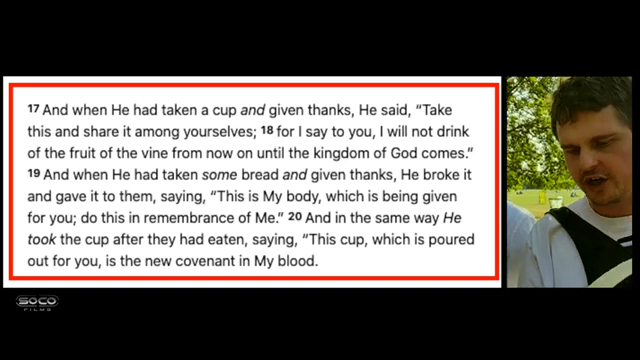 17 And when He had taken a cup and given thanks, He said, “Take
this and share it among yourselves; 18 for I say to you, I will not drink
of the fruit of the vine from now on until the kingdom of God comes.”
19 And when He had taken some bread and given thanks, He broke it
and gave it to them, saying, “This is My body, which is being given
for you; do this in remembrance of Me.” 20 And in the same way He
took the cup after they had eaten, saying, “This cup, which is poured
out for you, is the new covenant in My blood.
SOCO
FILMS